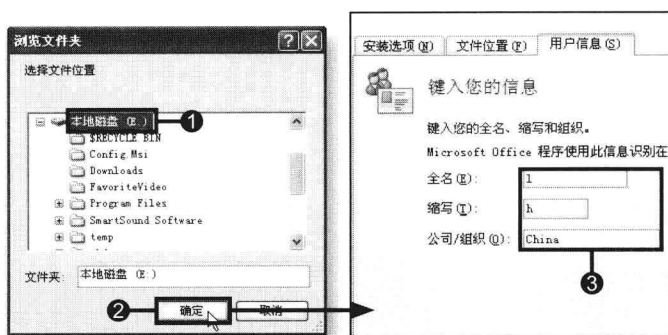 浏览文件夹
选择文件位置
本地磁盘 (E:)
$RECYCLE BIN
Config.Msi
Downloads
FavoriteVideo
Program Files
SmartSound Software
temp
文件夹: 本地磁盘 (E:)
确定 取消
1
2
安装选项(N) 文件位置(F) 用户信息(S)
键入您的信息
键入您的全名、缩写和组织。
Microsoft Office 程序使用此信息识别在
全名(E): l
缩写(I): h
公司/组织(O): China
3